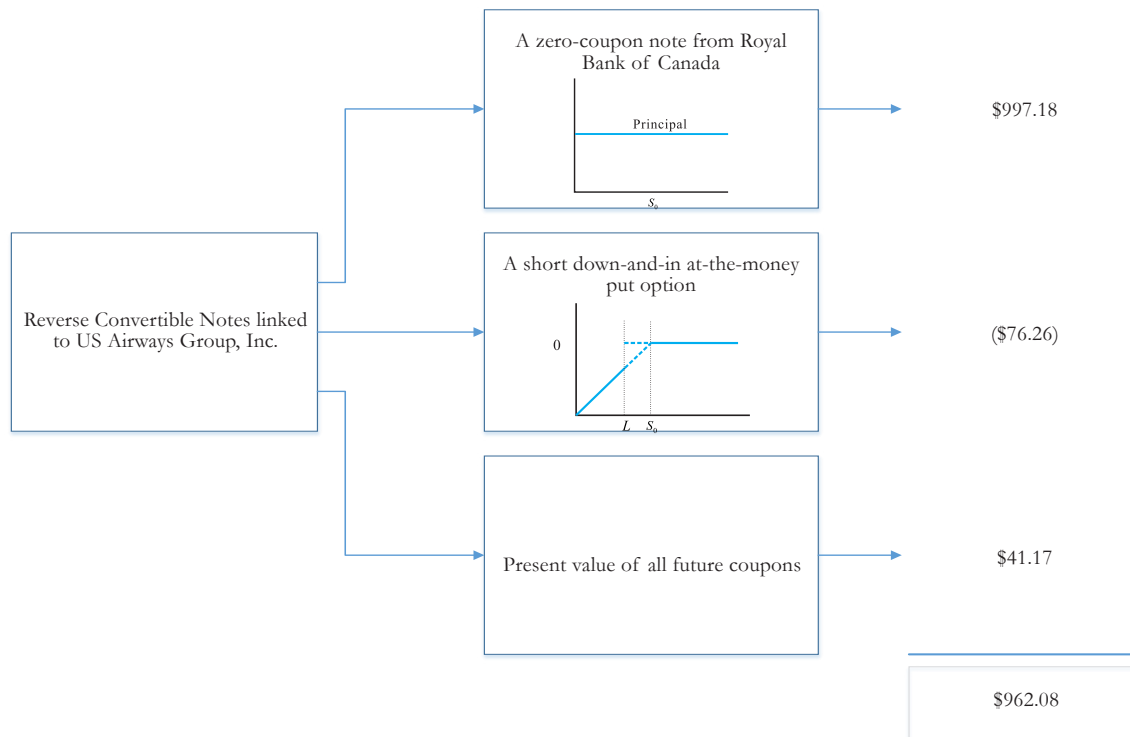 A zero-coupon note from Royal
Bank of Canada
Principal
S₀
$997.18
Reverse Convertible Notes linked
to US Airways Group, Inc.
A short down-and-in at-the-money
put option
0
L S₀
($76.26)
Present value of all future coupons
$41.17
$962.08